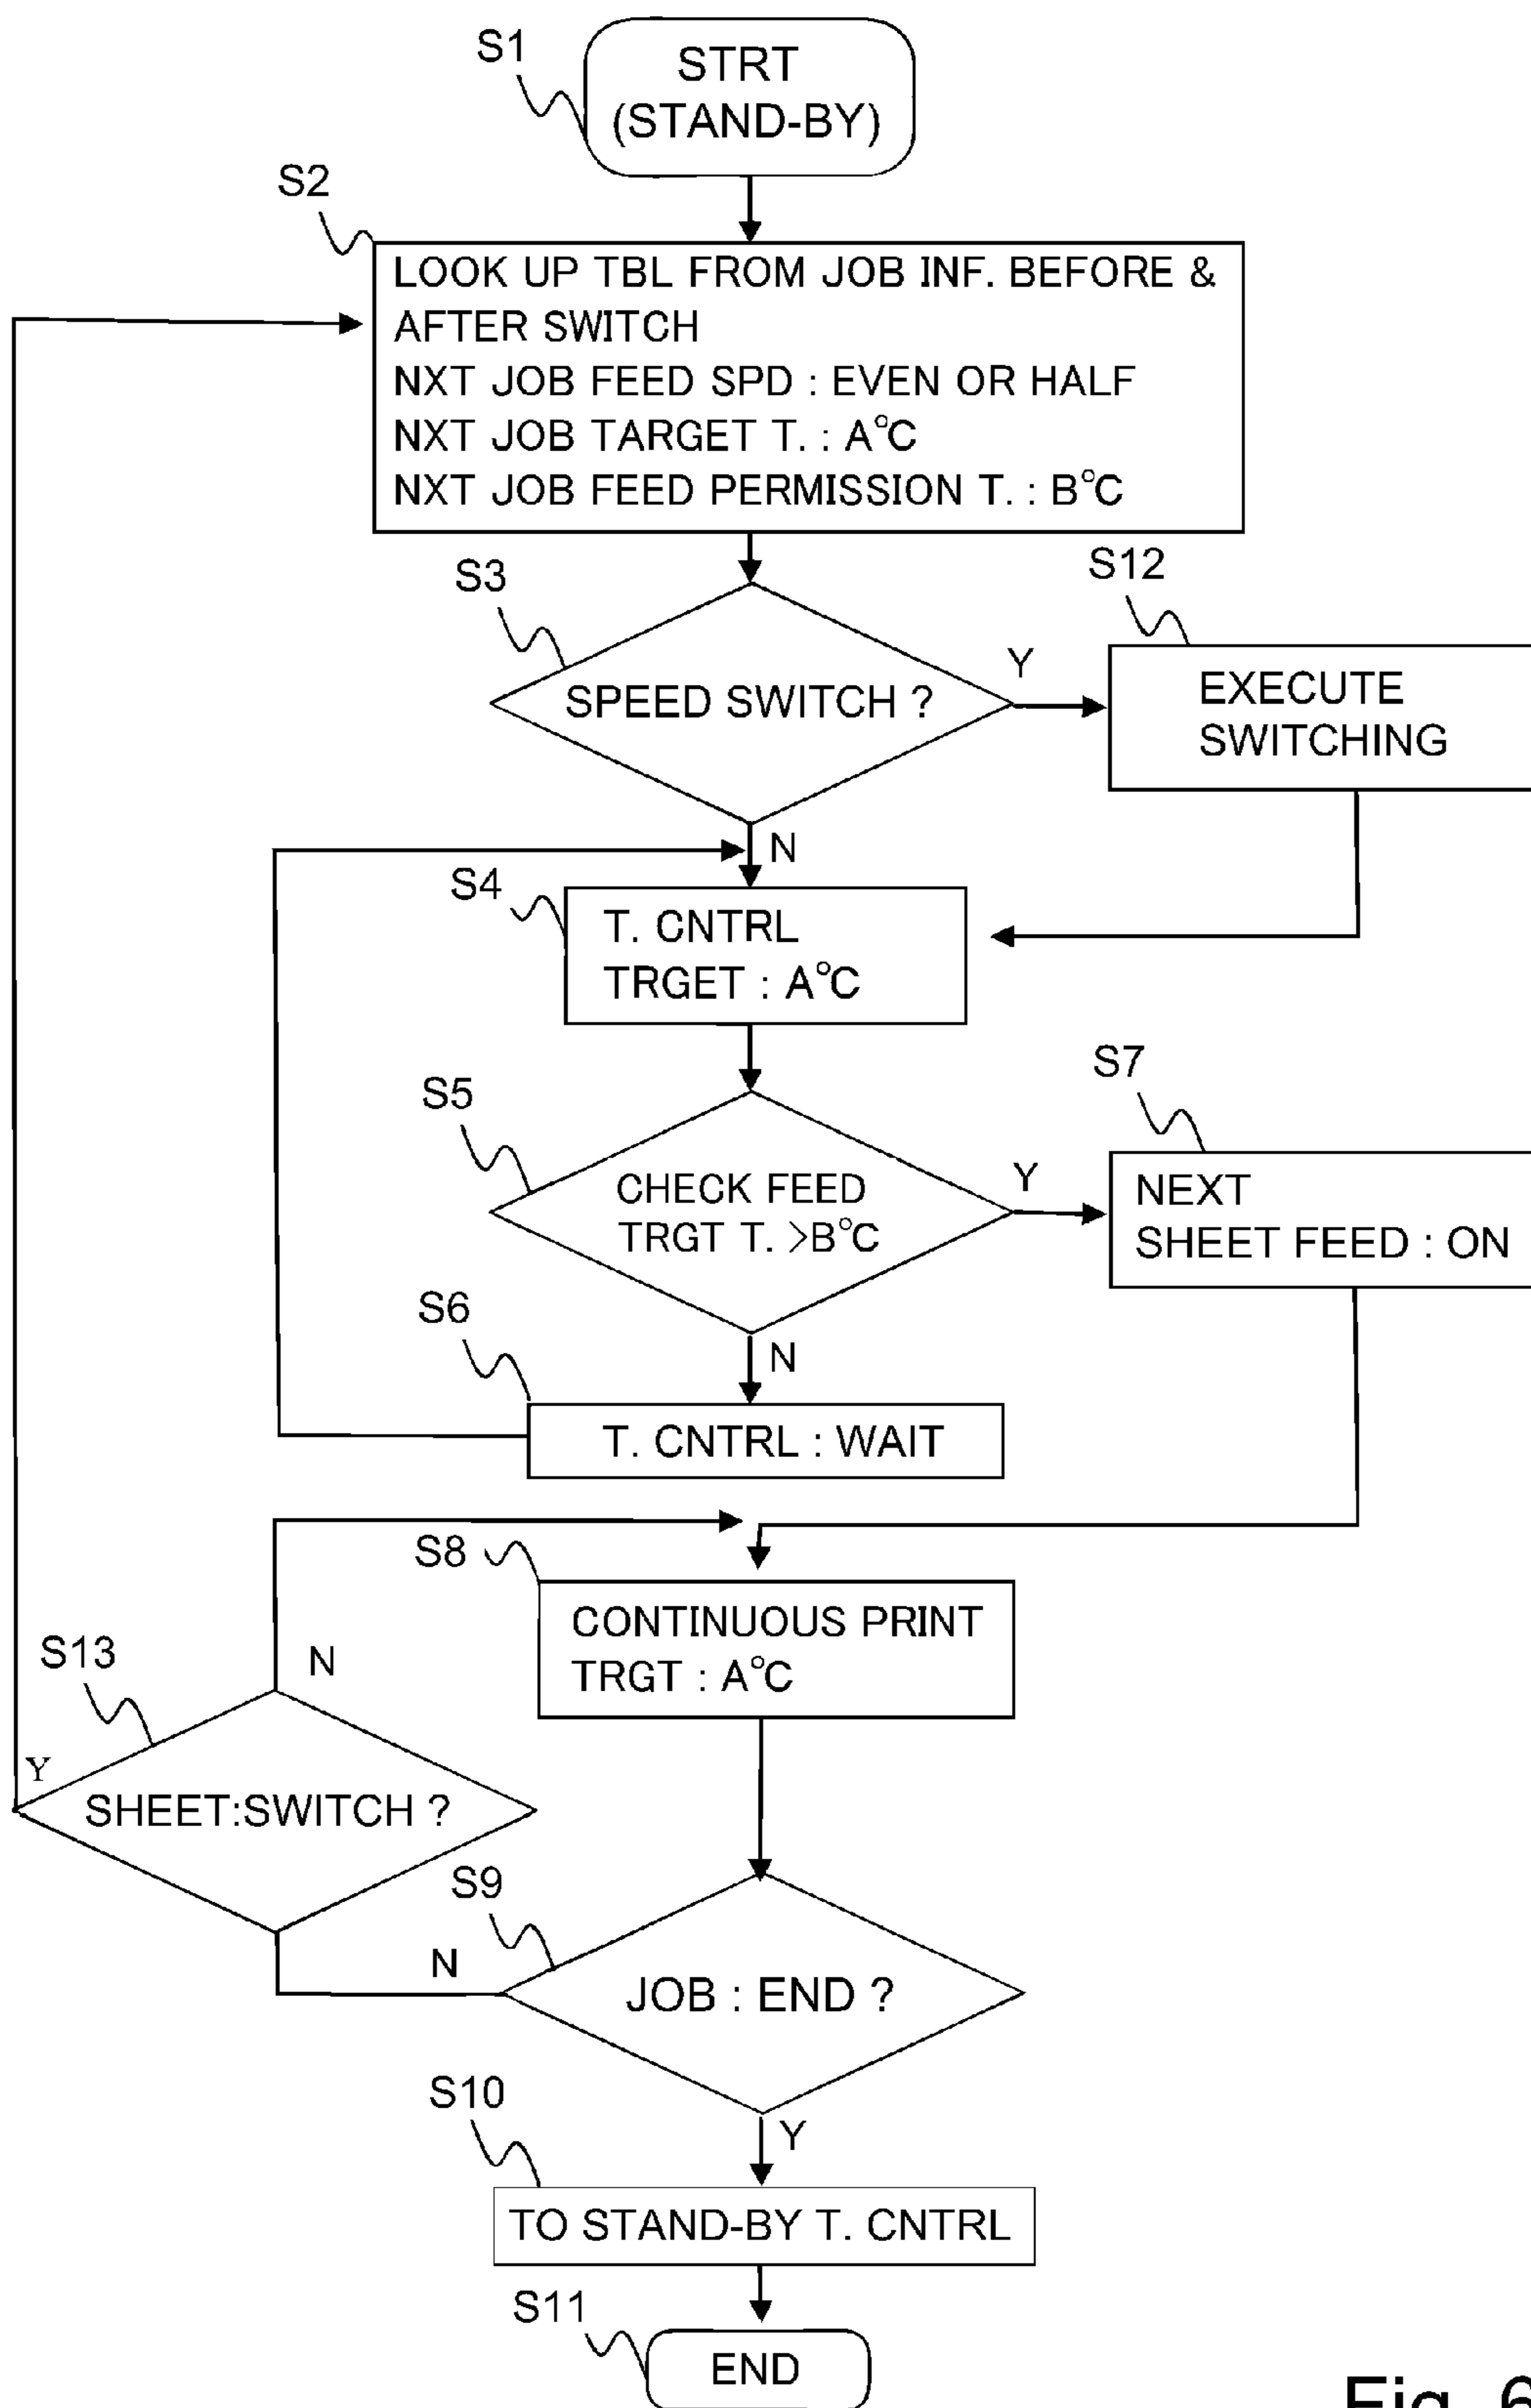 S1
STRT
(STAND-BY)
S2
LOOK UP TBL FROM JOB INF. BEFORE &
AFTER SWITCH
NXT JOB FEED SPD : EVEN OR HALF
NXT JOB TARGET T. : A°C
NXT JOB FEED PERMISSION T. : B°C
S3
SPEED SWITCH ?
Y
S12
EXECUTE
SWITCHING
N
S4
T. CNTRL
TRGET : A°C
S5
CHECK FEED
TRGT T. >B°C
Y
S7
NEXT
SHEET FEED : ON
N
S6
T. CNTRL : WAIT
S8
CONTINUOUS PRINT
TRGT : A°C
S13
N
Y
SHEET:SWITCH ?
S9
N
JOB : END ?
Y
S10
TO STAND-BY T. CNTRL
S11
END
Fig. 6